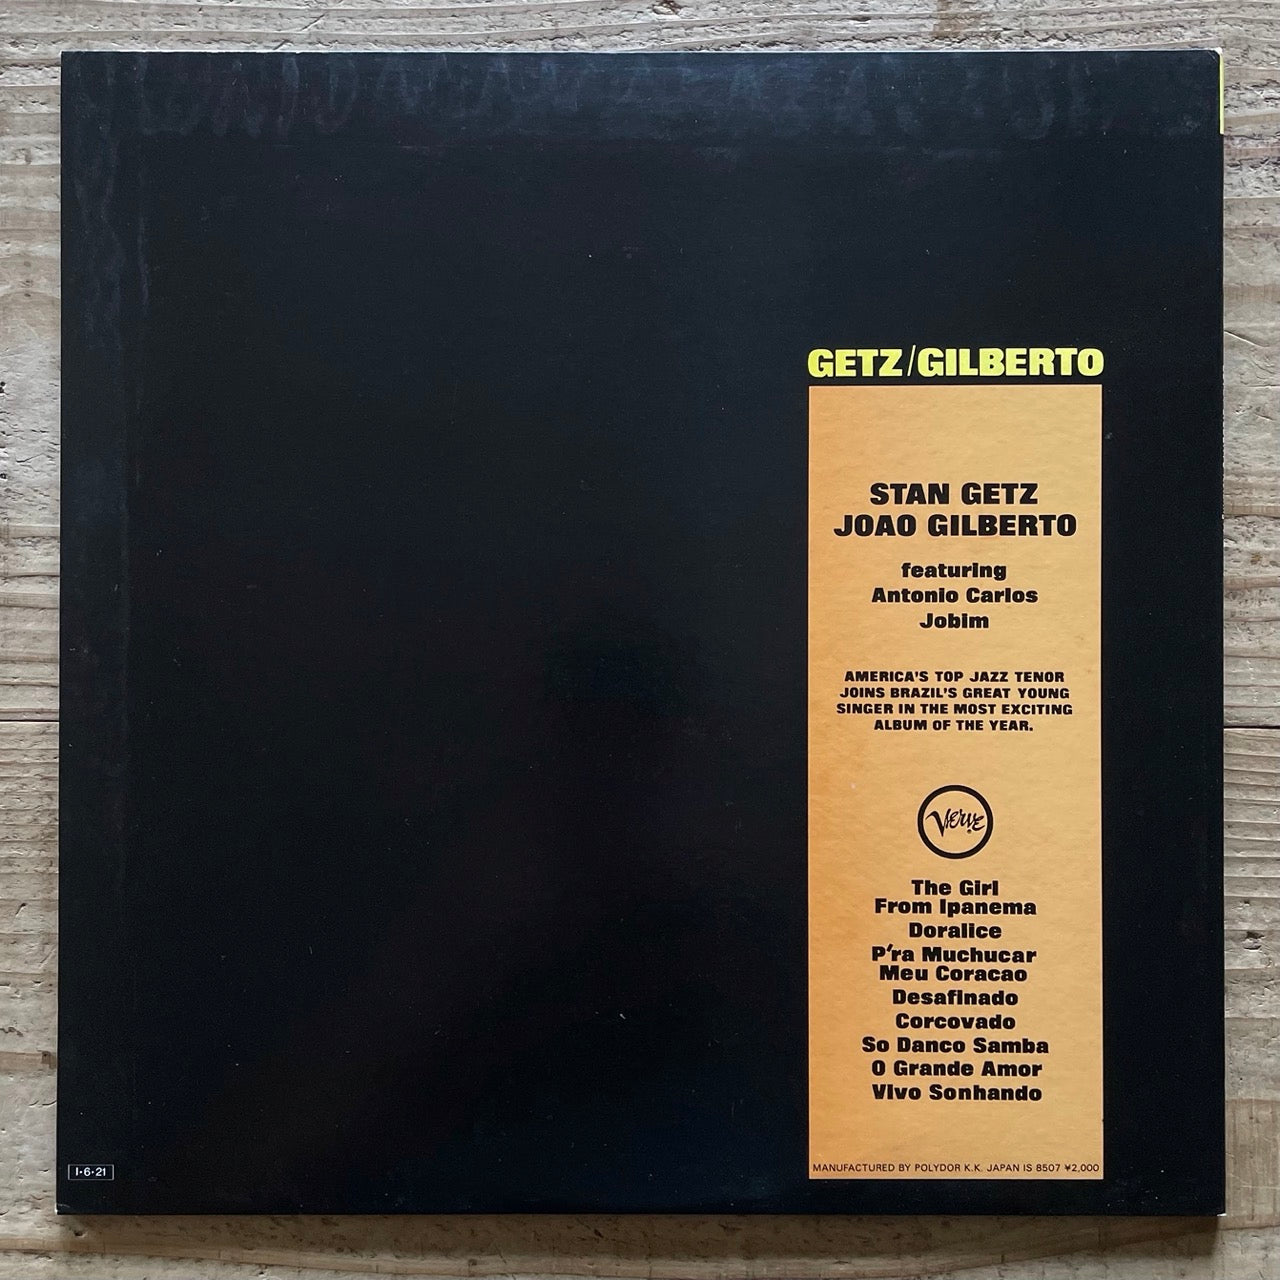 GETZ/GILBERTO
STAN GETZ
JOAO GILBERTO
featuring
Antonio Carlos
Jobim
AMERICA'S TOP JAZZ TENOR
JOINS BRAZIL'S GREAT YOUNG
SINGER IN THE MOST EXCITING
ALBUM OF THE YEAR.
Verve
The Girl
From Ipanema
Doralice
P'ra Muchucar
Meu Coracao
Desafinado
Corcovado
So Danco Samba
O Grande Amor
Vivo Sonhando
MANUFACTURED BY POLYDOR K.K. JAPAN IS 8507 ¥2,000
I·6·21